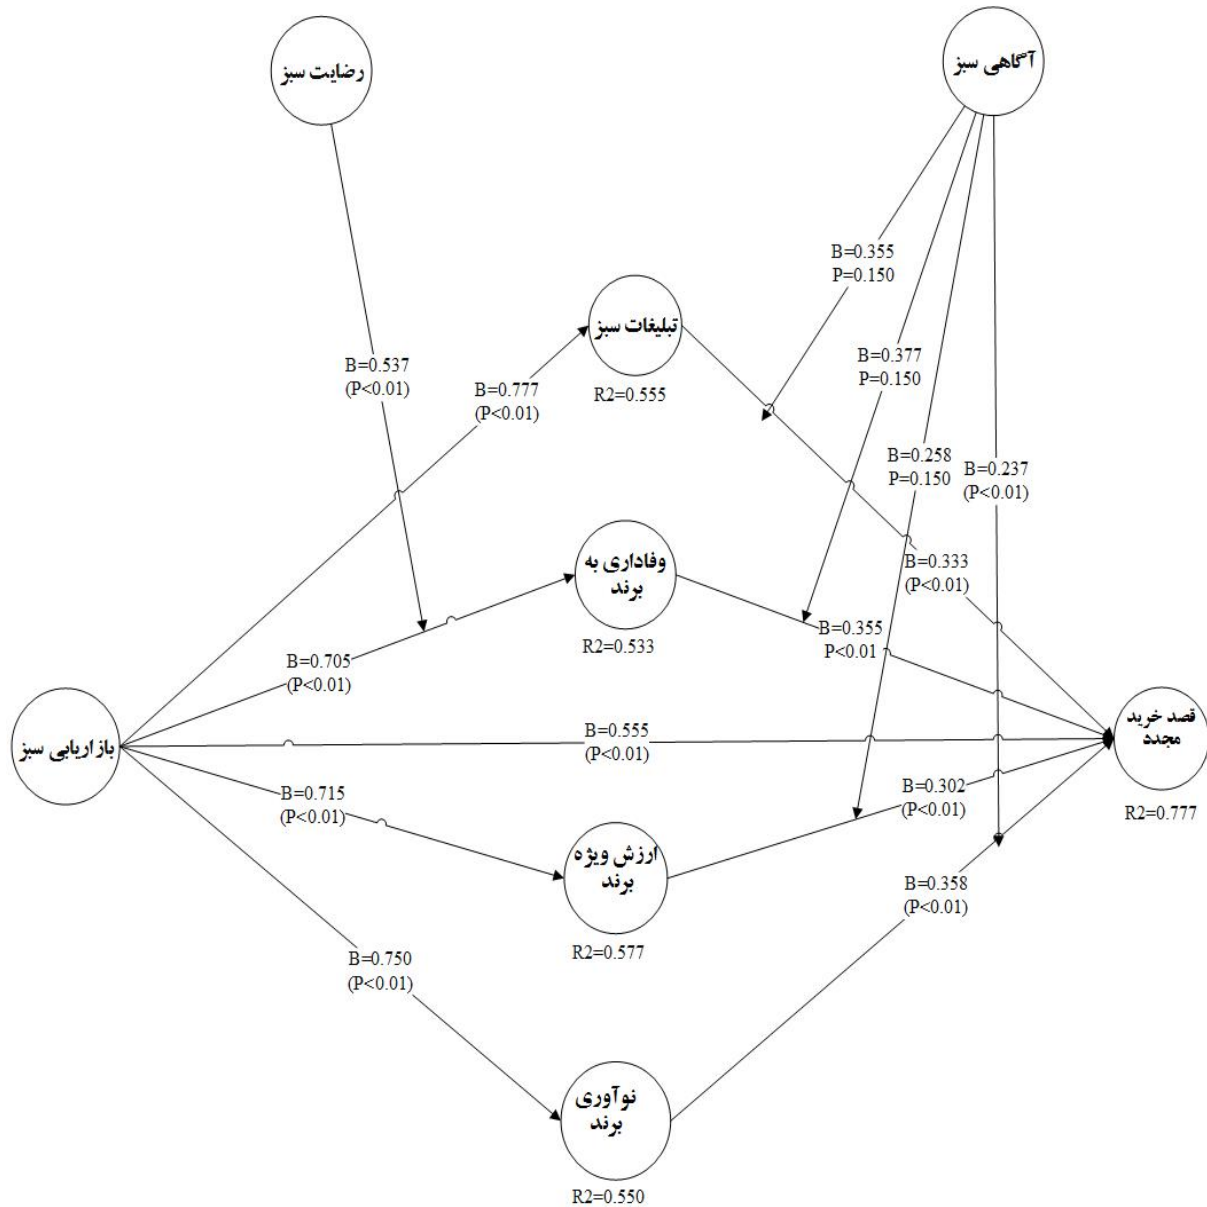 رضایت سبز
آگاهی سبز
B=0.355
P=0.150
تبلیغات سبز
R2=0.555
B=0.537
(P<0.01)
B=0.777
(P<0.01)
B=0.377
P=0.150
B=0.258
P=0.150
B=0.237
(P<0.01)
وفاداری به
برند
R2=0.533
B=0.333
(P<0.01)
B=0.705
(P<0.01)
B=0.355
P<0.01
بازاریابی سبز
B=0.555
(P<0.01)
قصد خرید
مجدد
R2=0.777
B=0.715
(P<0.01)
B=0.302
(P<0.01)
ارزش ویژه
برند
R2=0.577
B=0.358
(P<0.01)
B=0.750
(P<0.01)
نوآوری
برند
R2=0.550